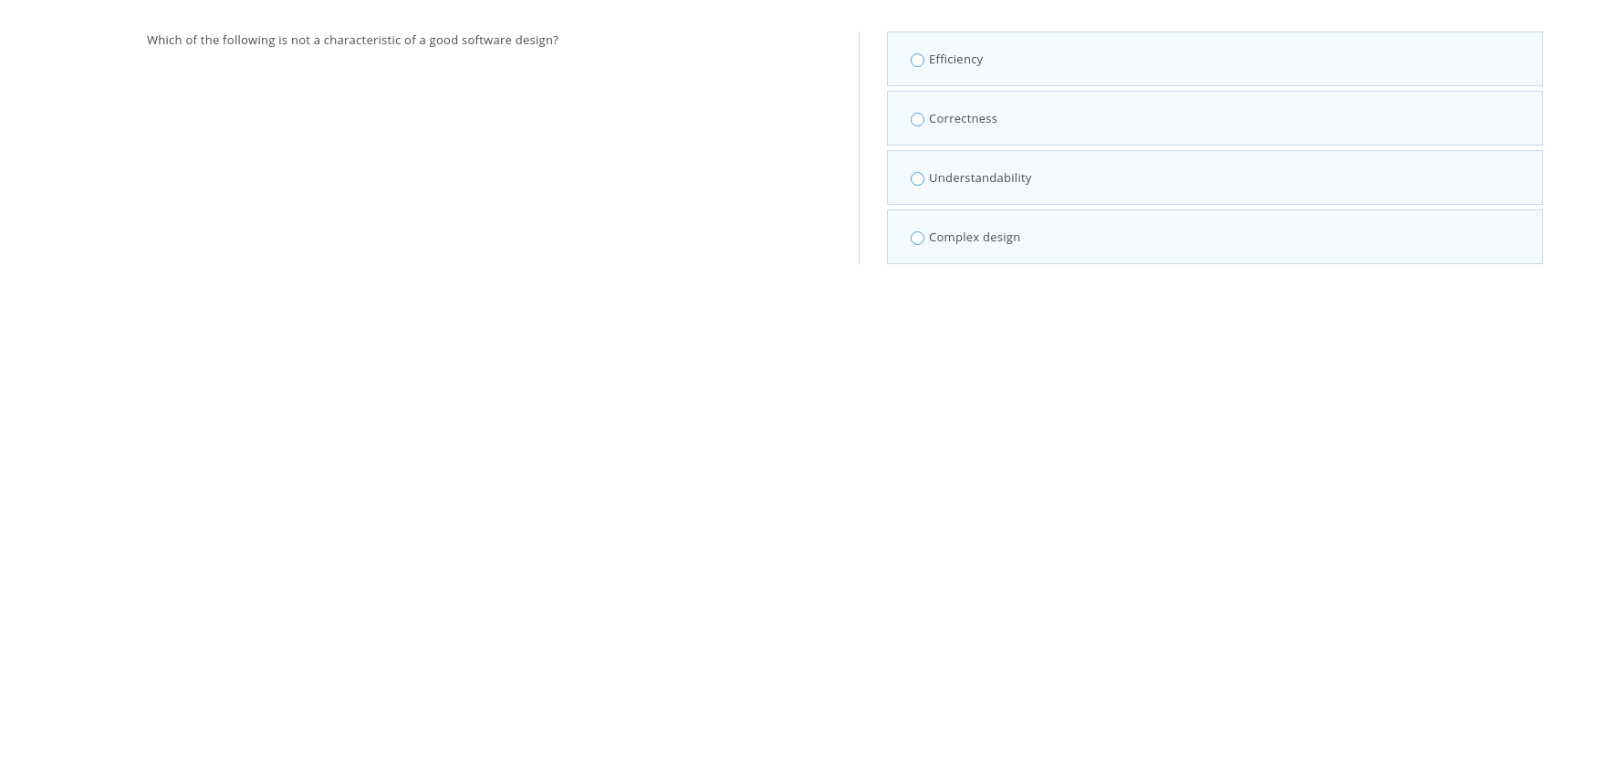 Which of the following is not a characteristic of a good software design?
Efficiency
Correctness
Understandability
Complex design